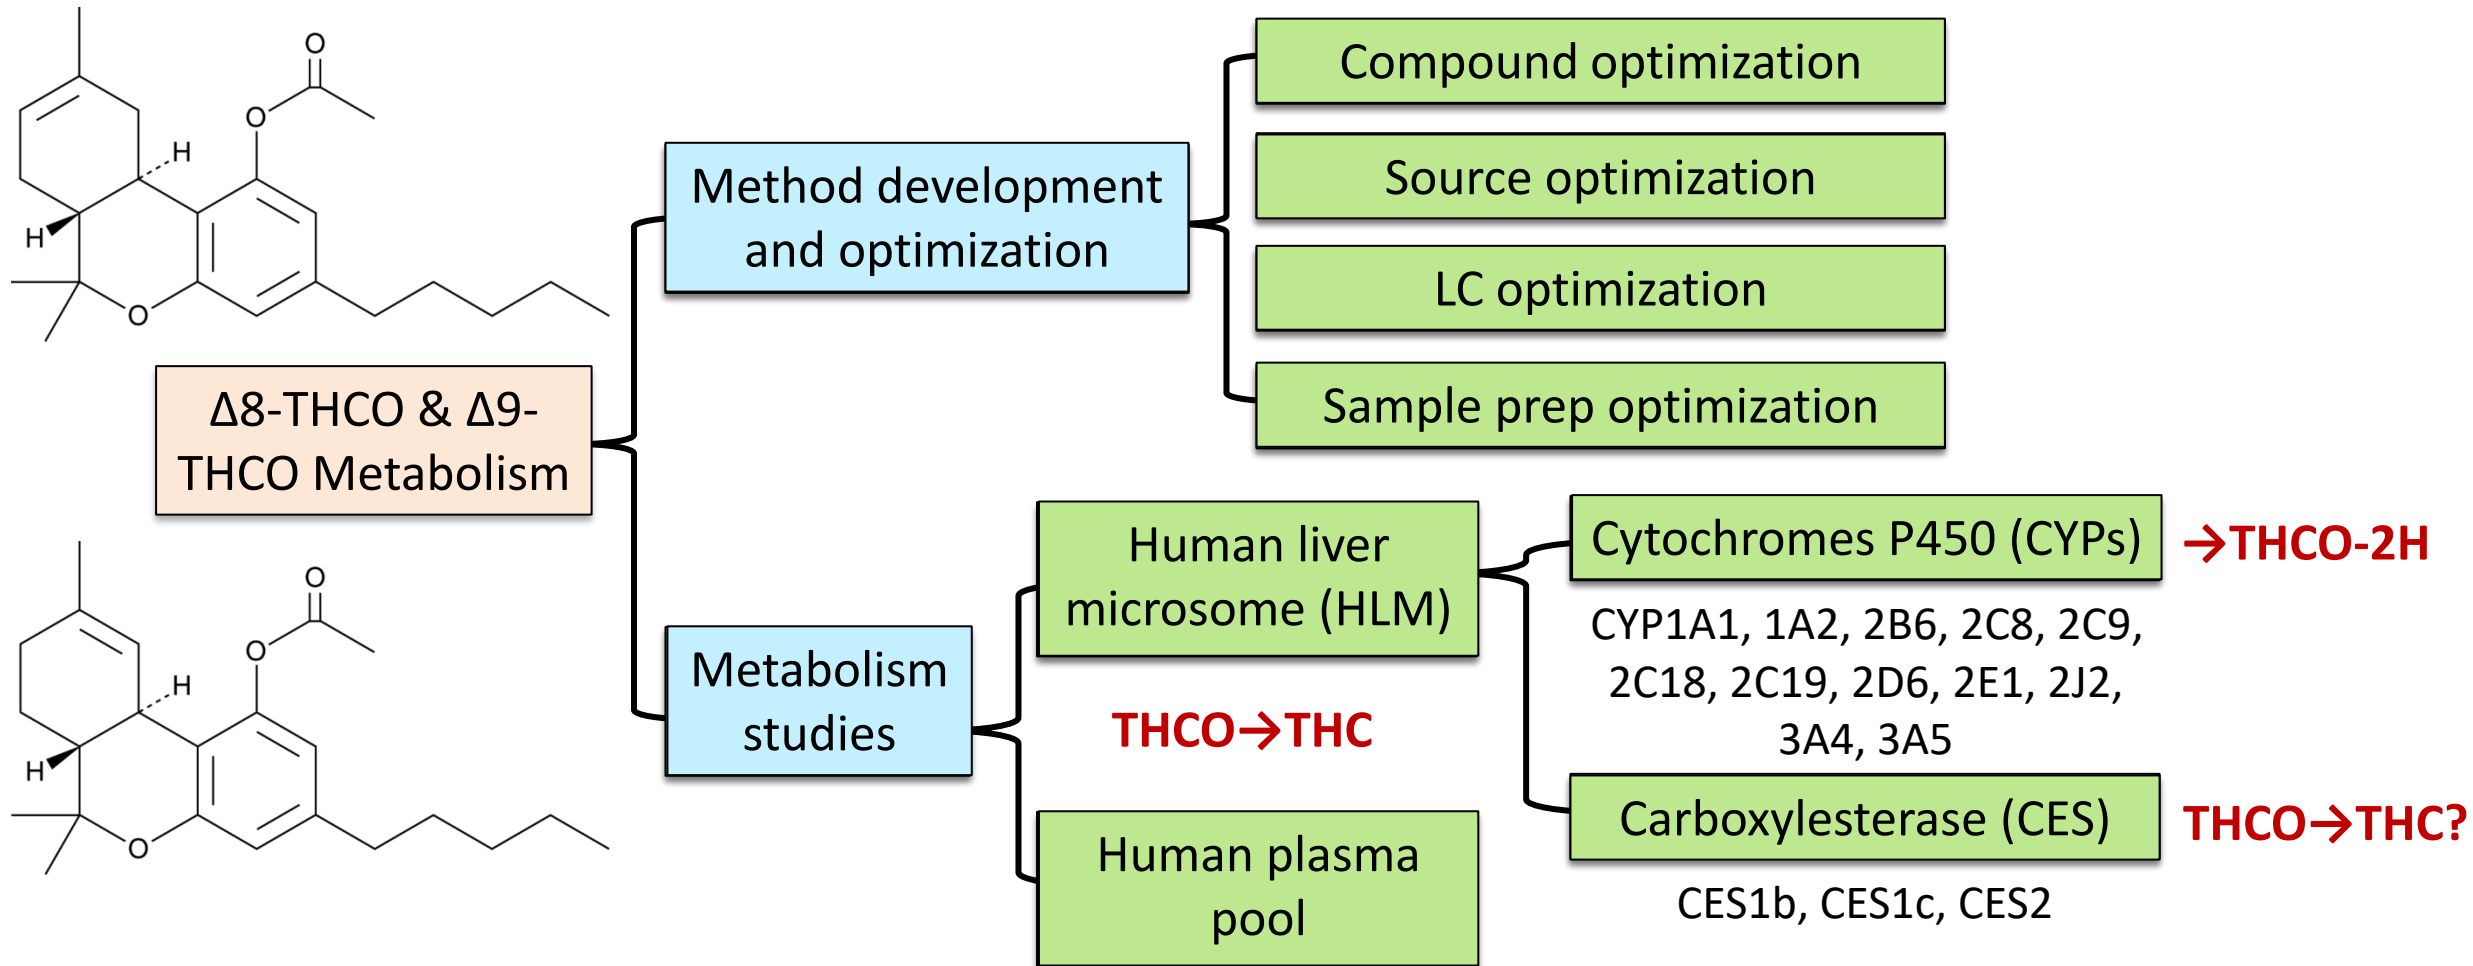 O
O
H
H
O
Δ8-THCO & Δ9-
THCO Metabolism
O
O
H
H
O
Method development
and optimization
Compound optimization
Source optimization
LC optimization
Sample prep optimization
Metabolism
studies
Human liver
microsome (HLM)
THCO→THC
Human plasma
pool
Cytochromes P450 (CYPs)
→THCO-2H
CYP1A1, 1A2, 2B6, 2C8, 2C9,
2C18, 2C19, 2D6, 2E1, 2J2,
3A4, 3A5
Carboxylesterase (CES)
THCO→THC?
CES1b, CES1c, CES2